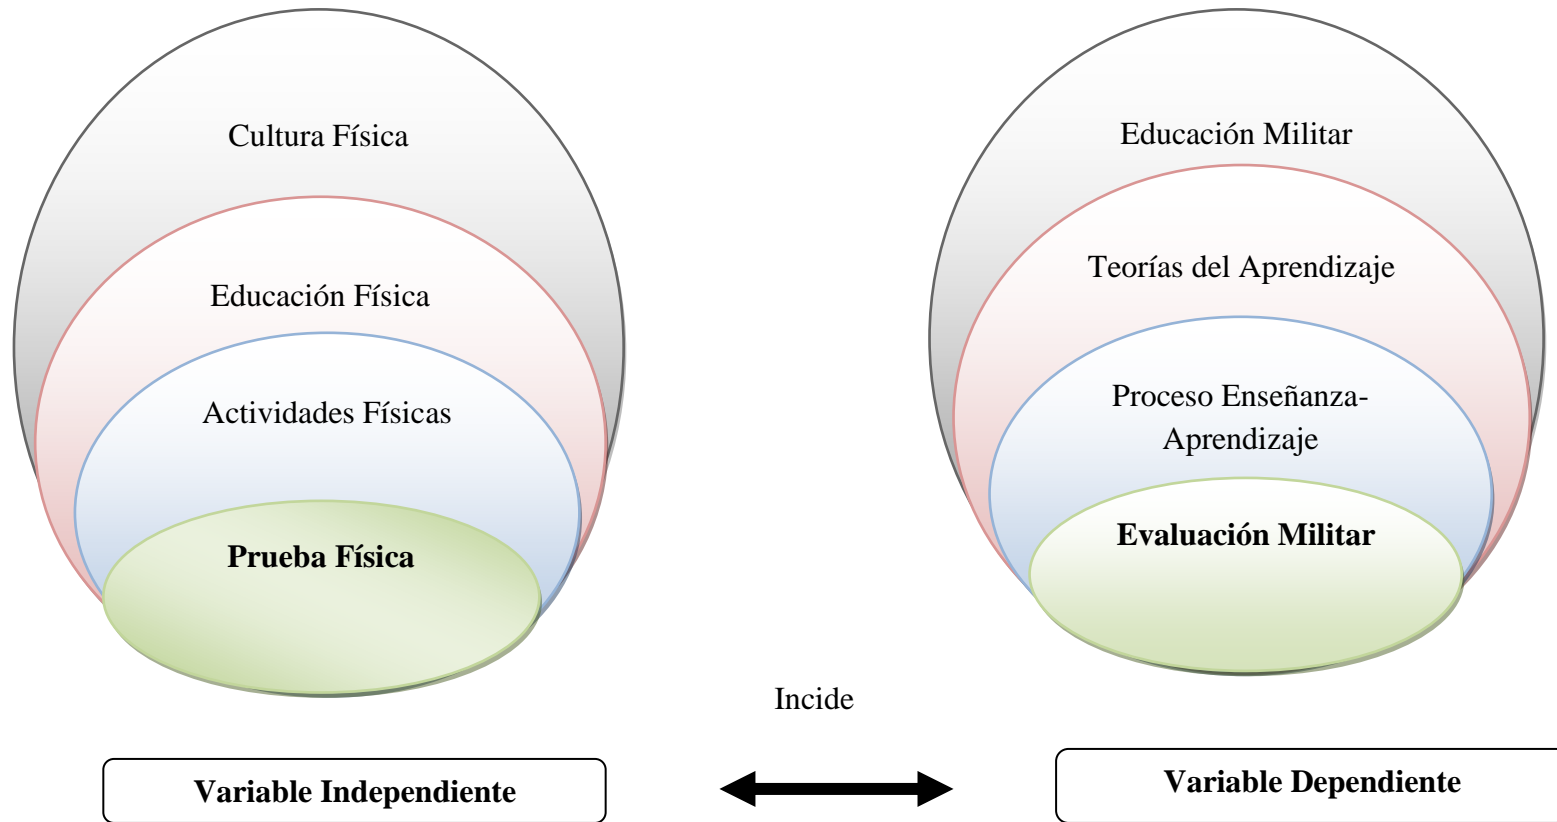 Cultura Física
Educación Física
Actividades Físicas
Prueba Física
Educación Militar
Teorías del Aprendizaje
Proceso Enseñanza-
Aprendizaje
Evaluación Militar
Incide
Variable Independiente
Variable Dependiente